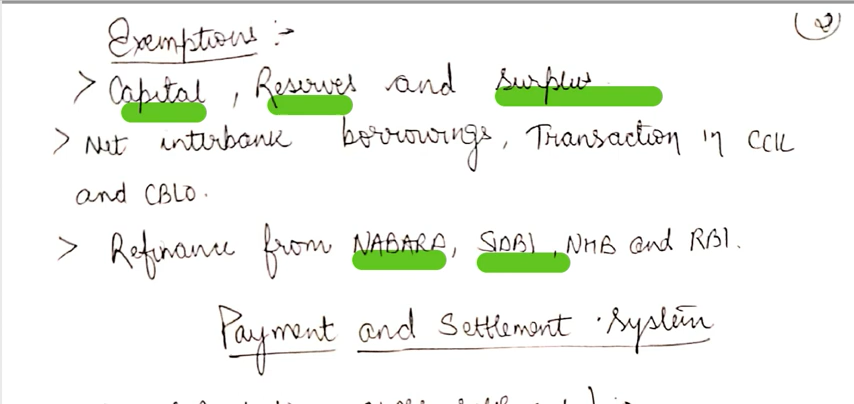 (2)
Exemptions :-
> Capital, Reserves and Surplus
> Net interbank borrowings, Transaction in CCIL
and CBLO.
> Refinance from NABARD, SIDBI, NHB and RBI.
Payment and Settlement System